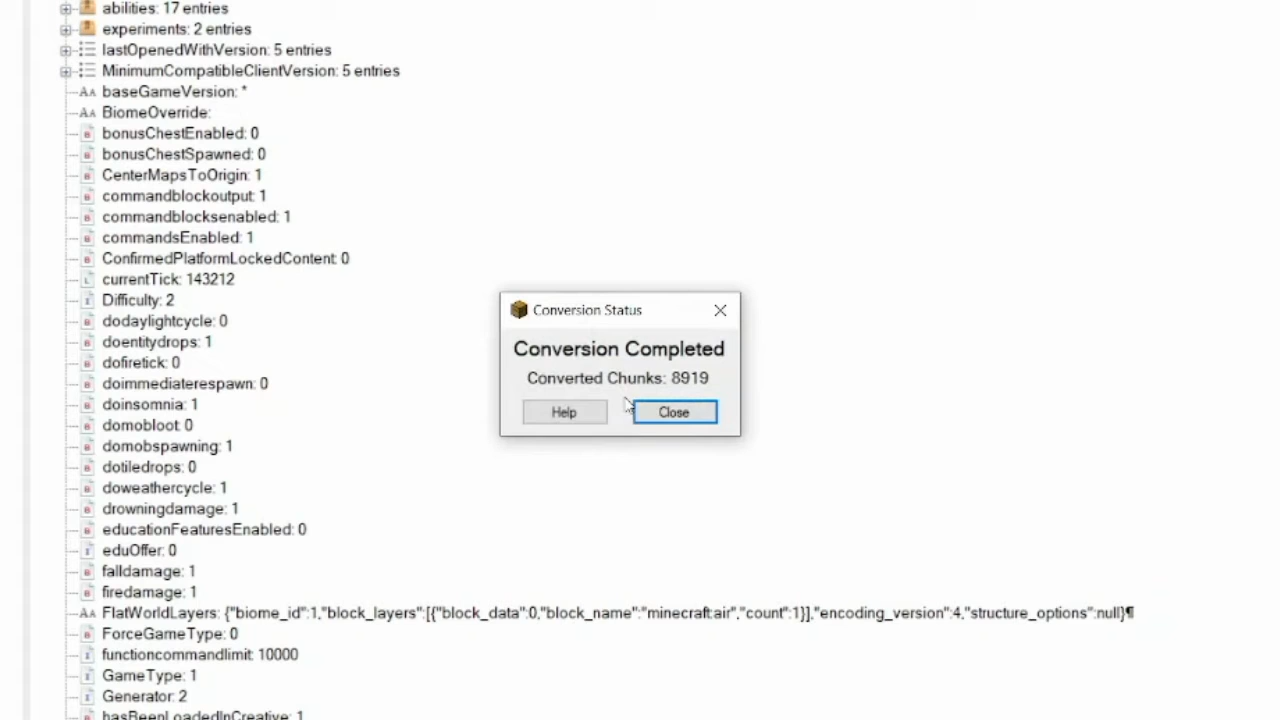 abilities: 17 entries
experiments: 2 entries
lastOpenedWithVersion: 5 entries
MinimumCompatibleClientVersion: 5 entries
baseGameVersion: *
BiomeOverride:
bonusChestEnabled: 0
bonusChestSpawned: 0
CenterMapsToOrigin: 1
commandblockoutput: 1
commandblocksenabled: 1
commandsEnabled: 1
ConfirmedPlatformLockedContent: 0
currentTick: 143212
Difficulty: 2
dodaylightcycle: 0
doentitydrops: 1
dofiretick: 0
doimmediaterespawn: 0
doinsomnia: 1
domobloot: 0
domobspawning: 1
dotiledrops: 0
doweathercycle: 1
drowningdamage: 1
educationFeaturesEnabled: 0
eduOffer: 0
falldamage: 1
firedamage: 1
FlatWorldLayers: {"biome_id":1,"block_layers":[{"block_data":0,"block_name":"minecraft:air","count":1}],"encoding_version":4,"structure_options":null}¶
ForceGameType: 0
functioncommandlimit: 10000
GameType: 1
Generator: 2
hasBeenLoadedInCreative: 1
Conversion Status
Conversion Completed
Converted Chunks: 8919
Help Close